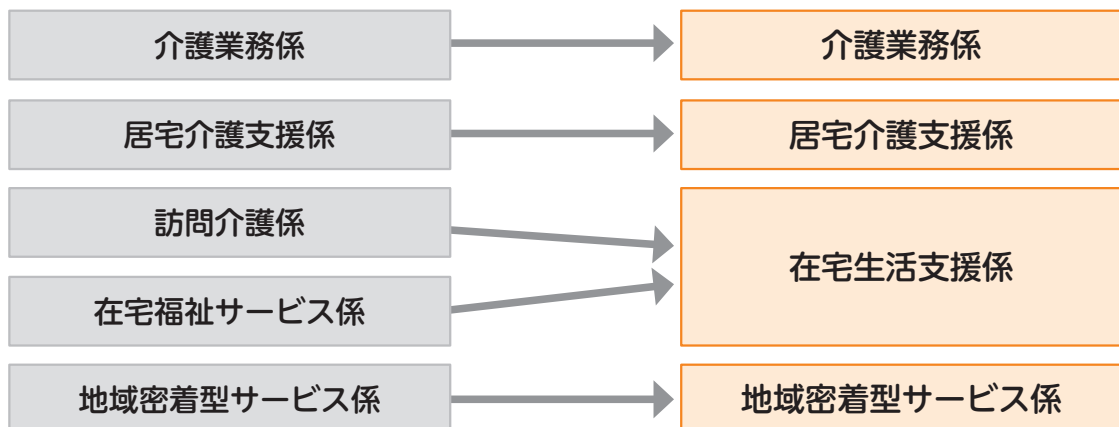 介護業務係
介護業務係
居宅介護支援係
居宅介護支援係
訪問介護係
在宅生活支援係
在宅福祉サービス係
地域密着型サービス係
地域密着型サービス係